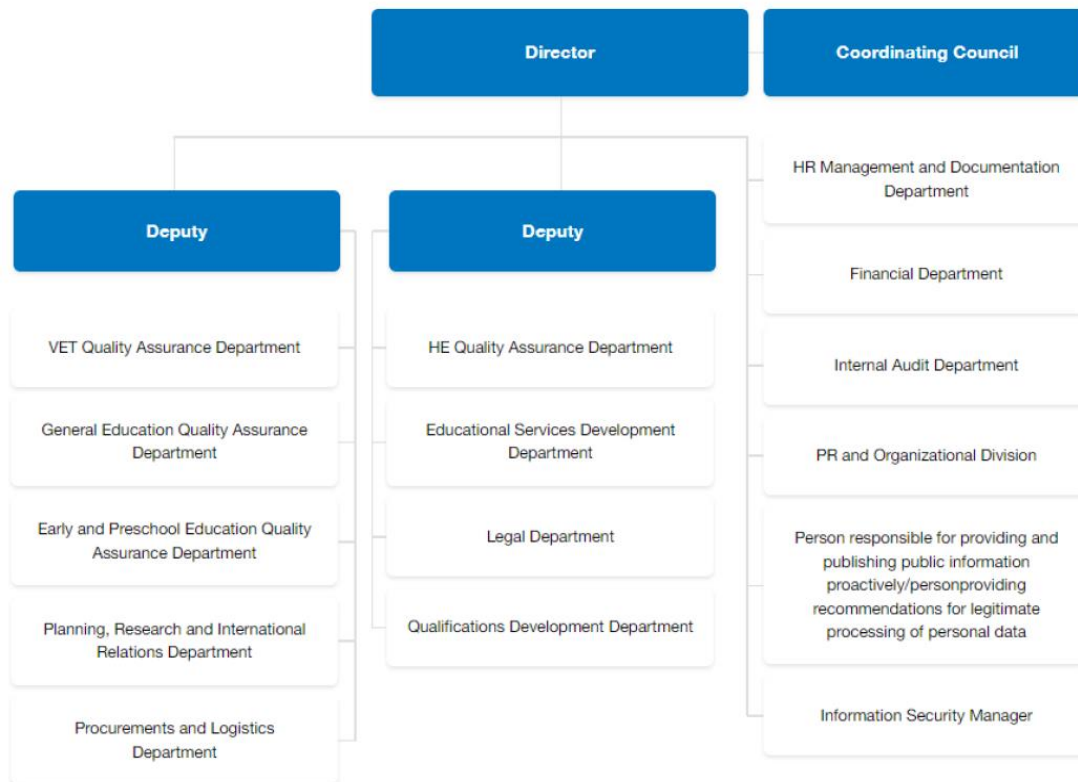 Director
Coordinating Council
Deputy
VET Quality Assurance Department
General Education Quality Assurance
Department
Early and Preschool Education Quality
Assurance Department
Planning, Research and International
Relations Department
Procurements and Logistics
Department
Deputy
HE Quality Assurance Department
Educational Services Development
Department
Legal Department
Qualifications Development Department
HR Management and Documentation
Department
Financial Department
Internal Audit Department
PR and Organizational Division
Person responsible for providing and
publishing public information
proactively/personproviding
recommendations for legitimate
processing of personal data
Information Security Manager